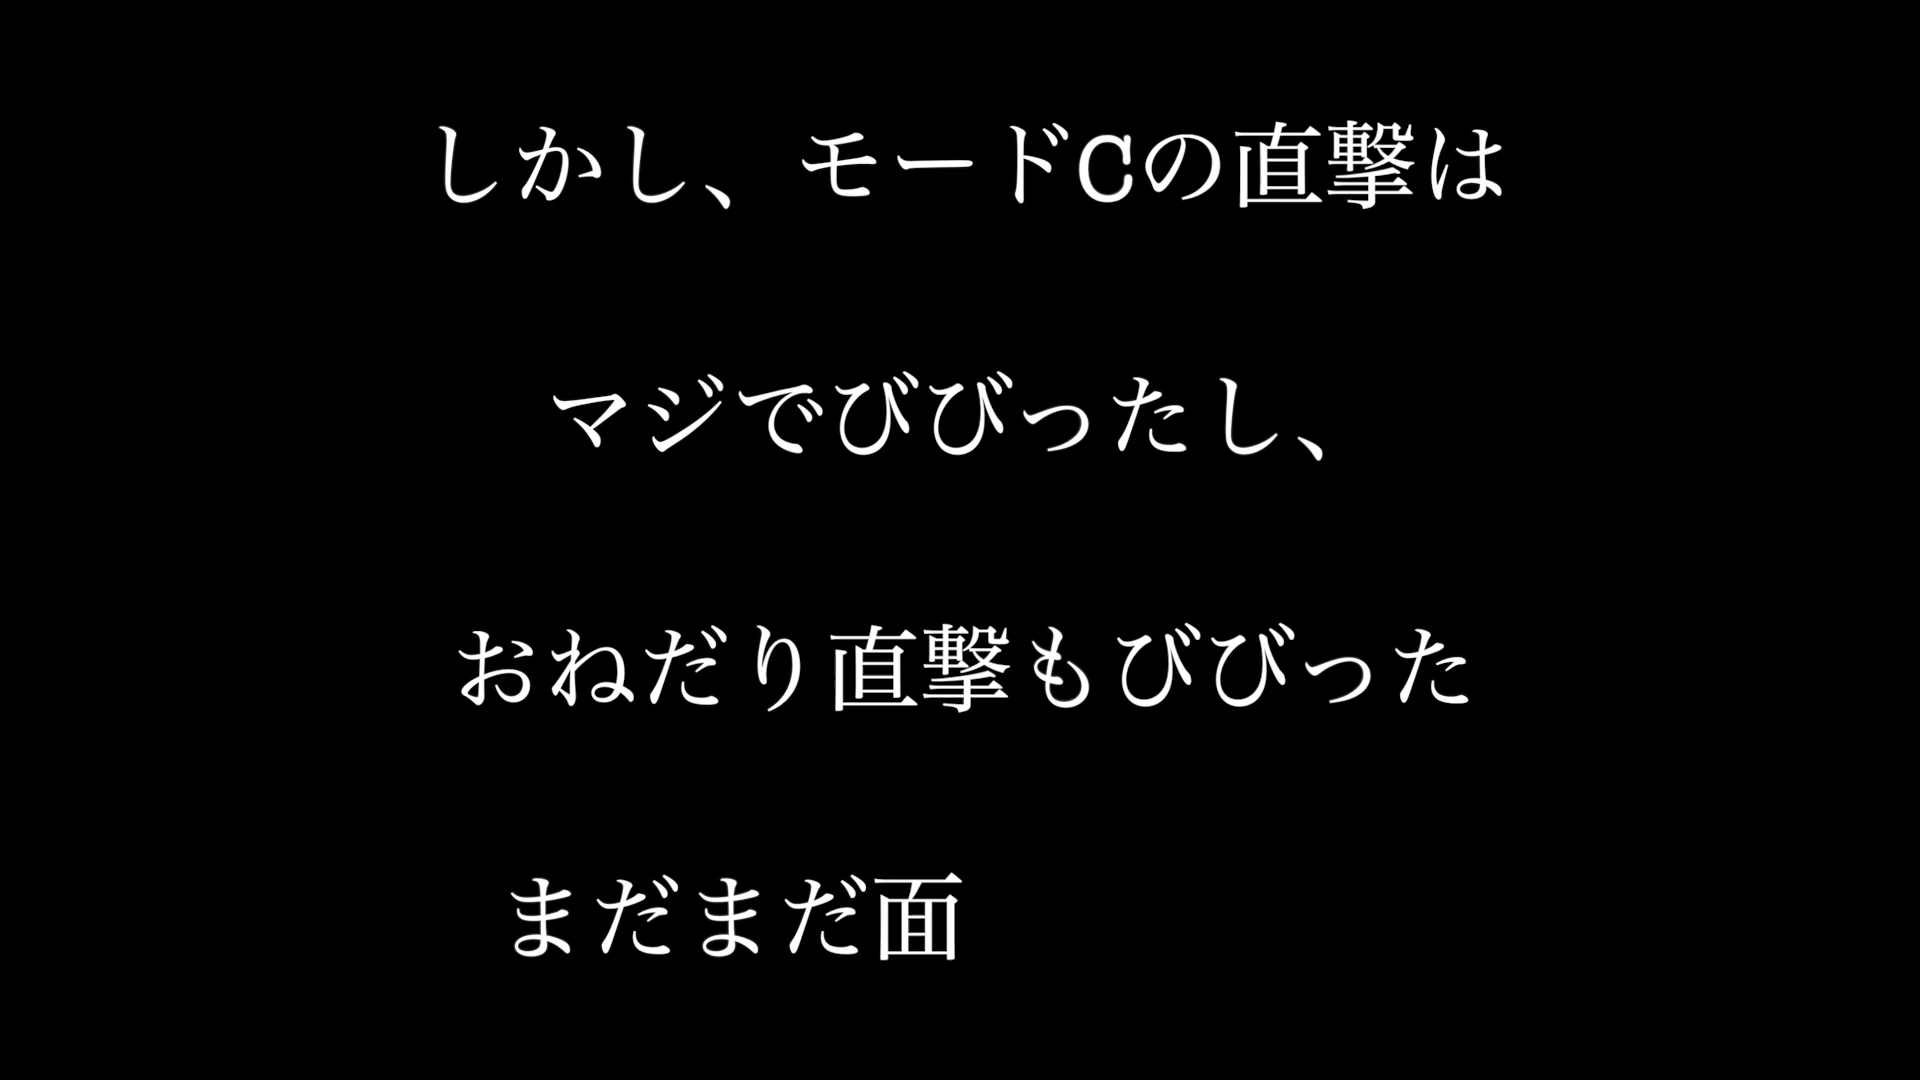 しかし、モードCの直撃は
マジでびびったし、
おねだり直撃もびびった
まだまだ面